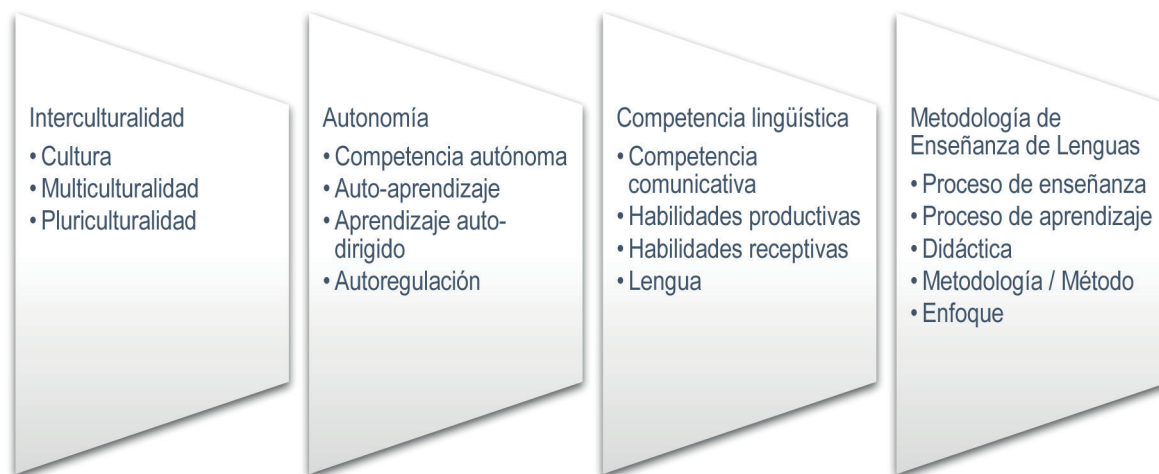 Interculturalidad
• Cultura
• Multiculturalidad
• Pluriculturalidad
Autonomía
• Competencia autónoma
• Auto-aprendizaje
• Aprendizaje auto-
dirigido
• Autoregulación
Competencia lingüística
• Competencia
comunicativa
• Habilidades productivas
• Habilidades receptivas
• Lengua
Metodología de
Enseñanza de Lenguas
• Proceso de enseñanza
• Proceso de aprendizaje
• Didáctica
• Metodología / Método
• Enfoque